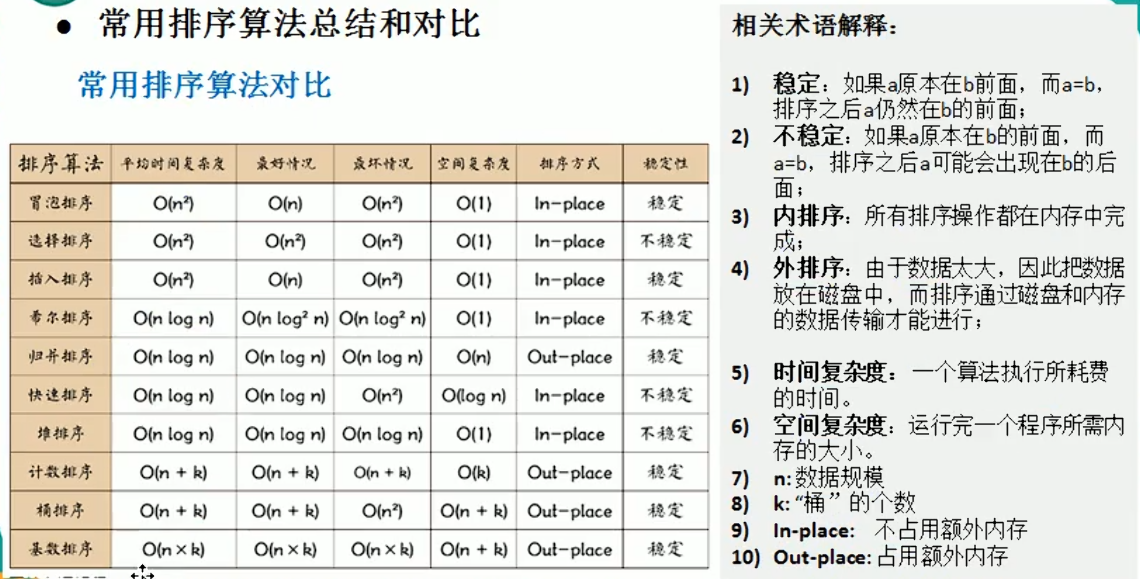 ● 常用排序算法总结和对比
常用排序算法对比
排序算法 平均时间复杂度 最好情况 最坏情况 空间复杂度 排序方式 稳定性
冒泡排序 O(n²) O(n) O(n²) O(1) In-place 稳定
选择排序 O(n²) O(n²) O(n²) O(1) In-place 不稳定
插入排序 O(n²) O(n) O(n²) O(1) In-place 稳定
希尔排序 O(n log n) O(n log² n) O(n log² n) O(1) In-place 不稳定
归并排序 O(n log n) O(n log n) O(n log n) O(n) Out-place 稳定
快速排序 O(n log n) O(n log n) O(n²) O(log n) In-place 不稳定
堆排序 O(n log n) O(n log n) O(n log n) O(1) In-place 不稳定
计数排序 O(n + k) O(n + k) O(n + k) O(k) Out-place 稳定
桶排序 O(n + k) O(n + k) O(n²) O(n + k) Out-place 稳定
基数排序 O(n × k) O(n × k) O(n × k) O(n + k) Out-place 稳定
相关术语解释：
1) 稳定：如果a原本在b前面，而a=b，
排序之后a仍然在b的前面；
2) 不稳定：如果a原本在b的前面，而
a=b，排序之后a可能会出现在b的后
面；
3) 内排序：所有排序操作都在内存中完
成；
4) 外排序：由于数据太大，因此把数据
放在磁盘中，而排序通过磁盘和内存
的数据传输才能进行；
5) 时间复杂度：一个算法执行所耗费
的时间。
6) 空间复杂度：运行完一个程序所需内
存的大小。
7) n:数据规模
8) k:“桶”的个数
9) In-place: 不占用额外内存
10) Out-place:占用额外内存